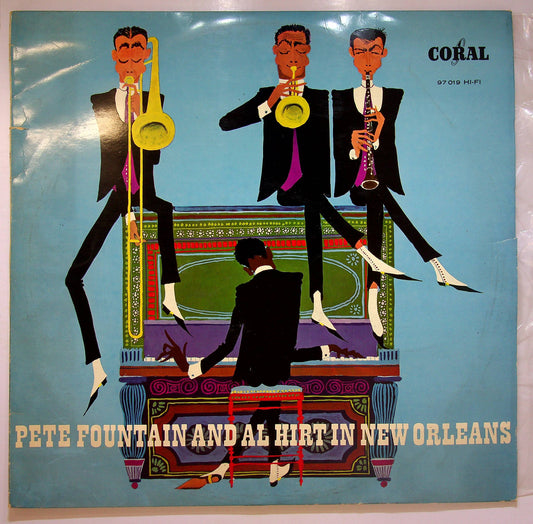 CORAL
97 019 HI-FI
PETE FOUNTAIN AND AL HIRT IN NEW ORLEANS